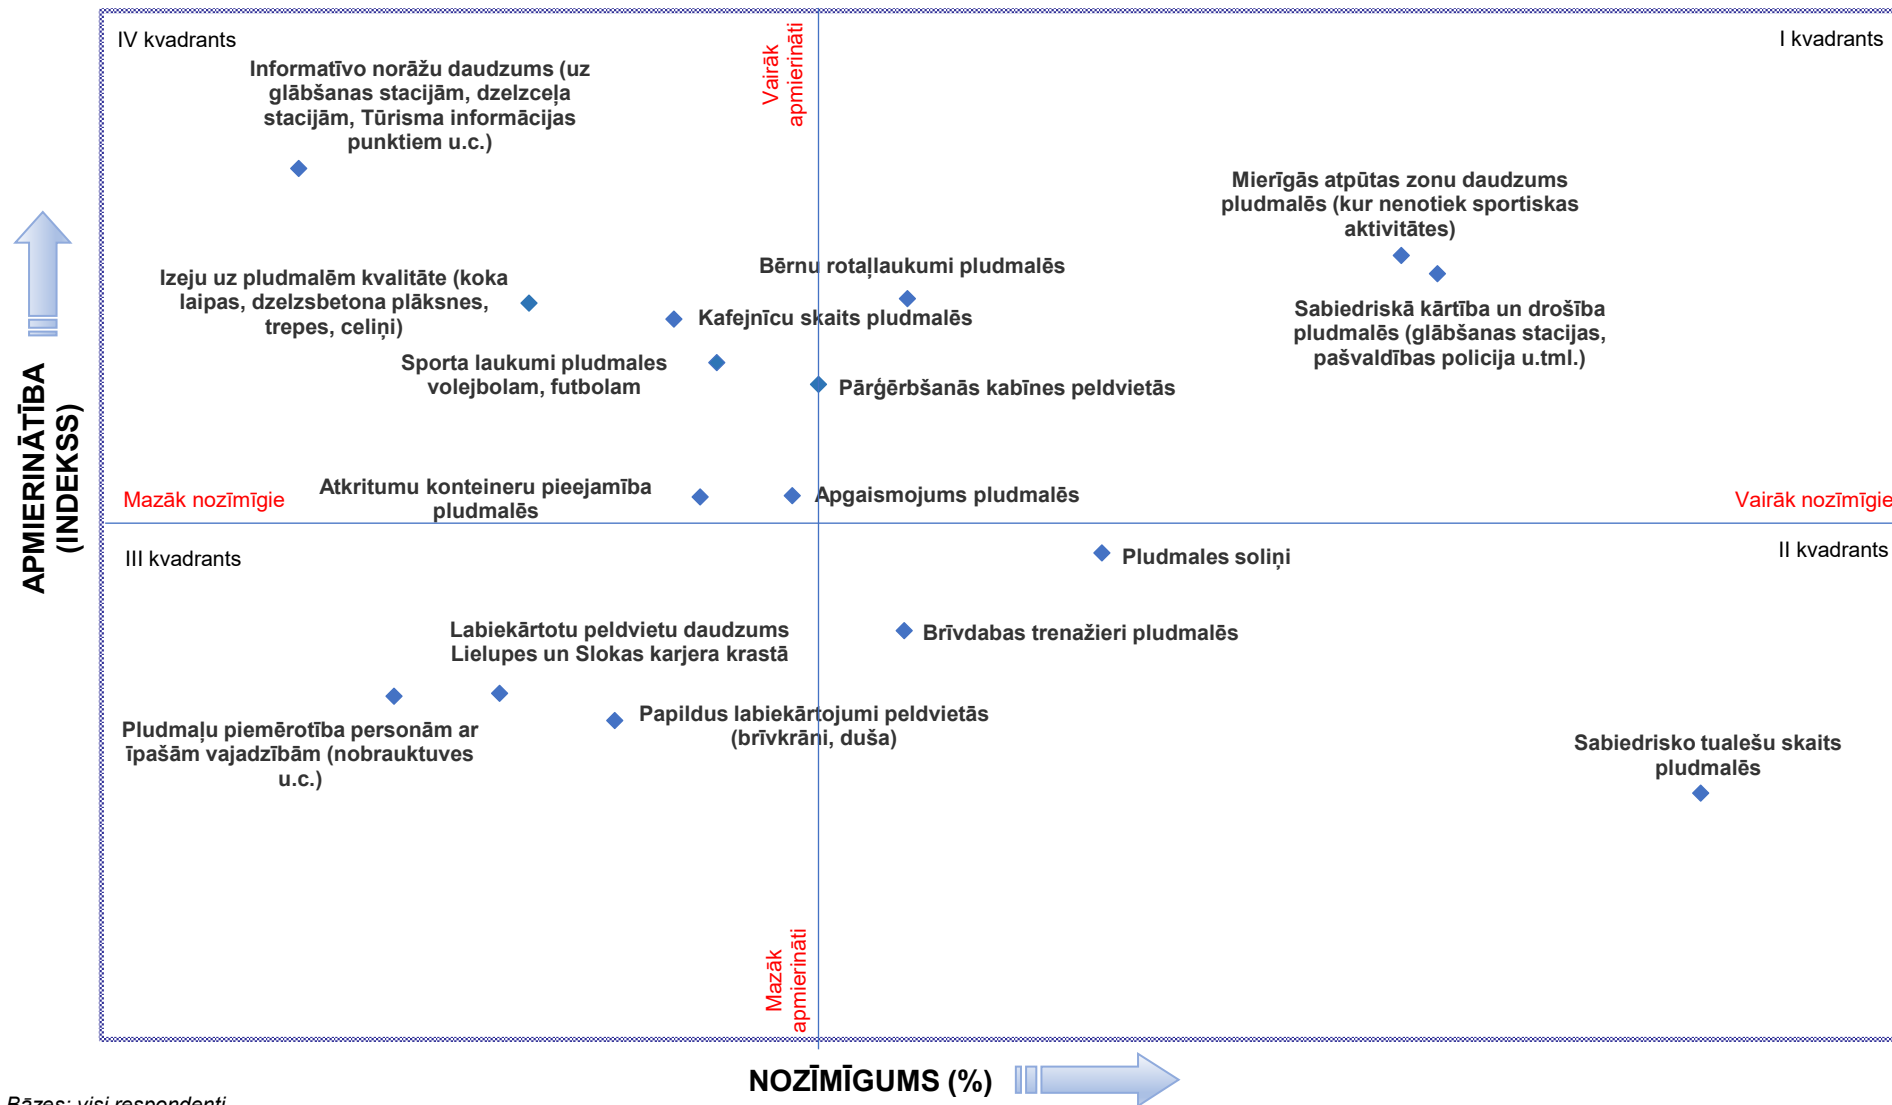 IV kvadrants
I kvadrants
Vairāk
apmierināti
Informatīvo norāžu daudzums (uz
glābšanas stacijām, dzelzceļa
stacijām, Tūrisma informācijas
punktiem u.c.)
Mierīgās atpūtas zonu daudzums
pludmalēs (kur nenotiek sportiskas
aktivitātes)
Bērnu rotaļlaukumi pludmalēs
Izeju uz pludmalēm kvalitāte (koka
laipas, dzelzsbetona plāksnes,
trepes, celiņi)
Kafejnīcu skaits pludmalēs
Sabiedriskā kārtība un drošība
pludmalēs (glābšanas stacijas,
pašvaldības policija u.tml.)
Sporta laukumi pludmales
volejbolam, futbolam
Pārģērbšanās kabīnes peldvietās
APMIERINĀTĪBA
(INDEKSS)
Mazāk nozīmīgie
Atkritumu konteineru pieejamība
pludmalēs
Apgaismojums pludmalēs
Vairāk nozīmīgie
III kvadrants
II kvadrants
Pludmales soliņi
Labiekārtotu peldvietu daudzums
Lielupes un Slokas karjera krastā
Brīvdabas trenažieri pludmalēs
Pludmaļu piemērotība personām ar
īpašām vajadzībām (nobrauktuves
u.c.)
Papildus labiekārtojumi peldvietās
(brīvkrāni, duša)
Sabiedrisko tualešu skaits
pludmalēs
Mazāk
apmierināti
NOZĪMĪGUMS (%)
Bāzes: visi respondenti